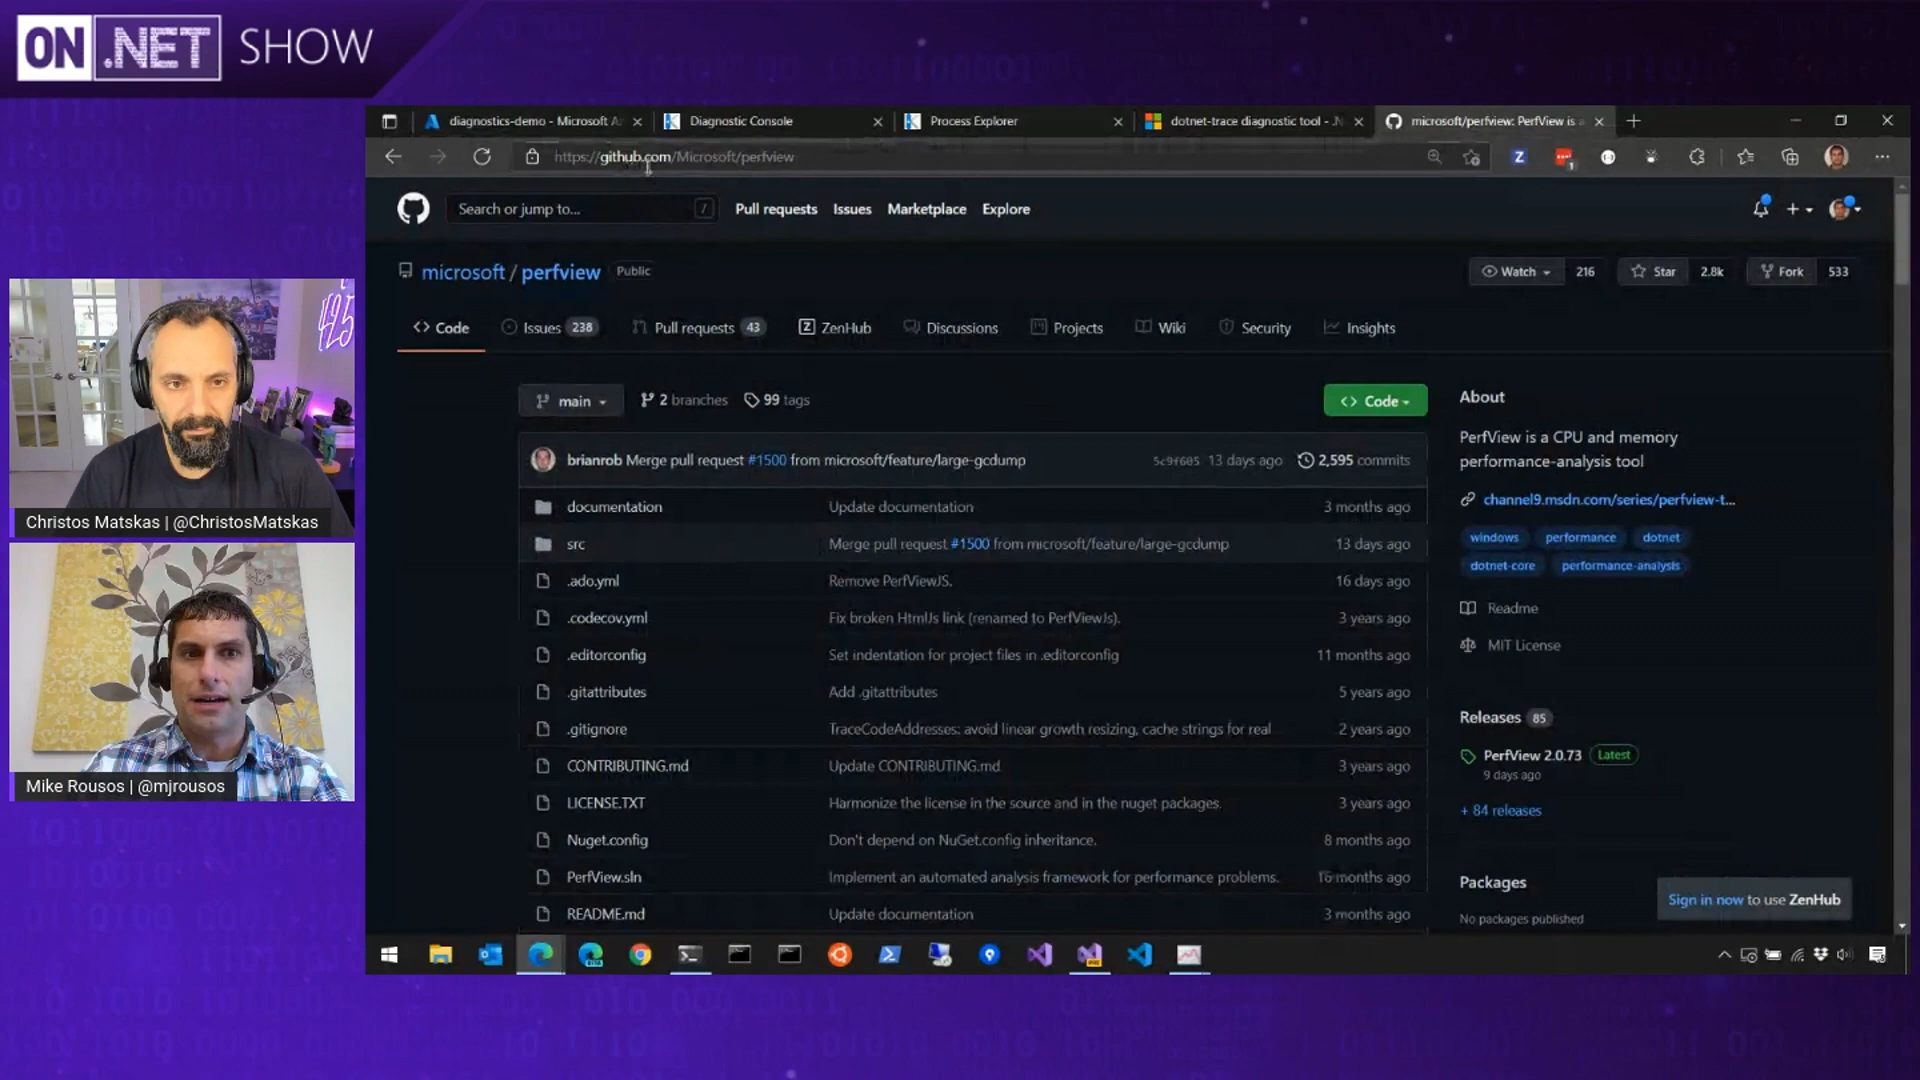 ON .NET SHOW
diagnostics-demo - Microsoft A
Diagnostic Console
Process Explorer
dotnet-trace diagnostic tool - .N
microsoft/perfview: PerfView is a
https://github.com/Microsoft/perfview
Z
1
Search or jump to...
/
Pull requests
Issues
Marketplace
Explore
microsoft / perfview
Public
Watch
216
Star
2.8k
Fork
533
Code
Issues 238
Pull requests 43
Z ZenHub
Discussions
Projects
Wiki
Security
Insights
main
2 branches
99 tags
Code
About
PerfView is a CPU and memory
performance-analysis tool
channel9.msdn.com/series/perfview-t...
windows
performance
dotnet
dotnet-core
performance-analysis
Readme
MIT License
Releases 85
PerfView 2.0.73 Latest
9 days ago
+ 84 releases
Packages
No packages published
Sign in now to use ZenHub
brianrob Merge pull request #1500 from microsoft/feature/large-gcdump
5c9f605 13 days ago 2,595 commits
documentation Update documentation 3 months ago
src Merge pull request #1500 from microsoft/feature/large-gcdump 13 days ago
.ado.yml Remove PerfViewJS. 16 days ago
.codecov.yml Fix broken HtmlJs link (renamed to PerfViewJs). 3 years ago
.editorconfig Set indentation for project files in .editorconfig 11 months ago
.gitattributes Add .gitattributes 5 years ago
.gitignore TraceCodeAddresses: avoid linear growth resizing, cache strings for real 2 years ago
CONTRIBUTING.md Update CONTRIBUTING.md 3 years ago
LICENSE.TXT Harmonize the license in the source and in the nuget packages. 3 years ago
Nuget.config Don't depend on NuGet.config inheritance. 8 months ago
PerfView.sln Implement an automated analysis framework for performance problems. 16 months ago
README.md Update documentation 3 months ago
Christos Matskas | @ChristosMatskas
Mike Rousos | @mjrousos